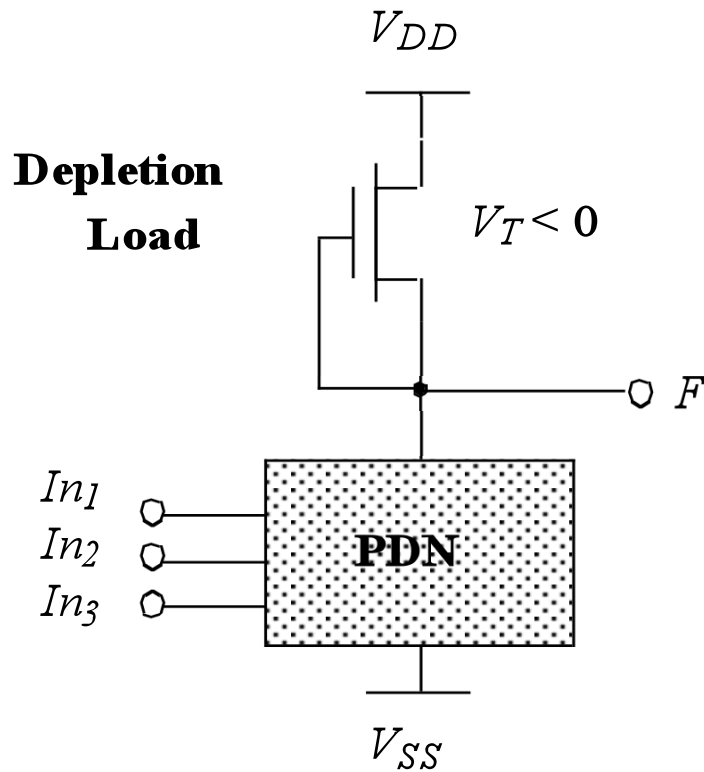 V_DD
Depletion
Load
V_T < 0
F
In_1
In_2
In_3
PDN
V_SS